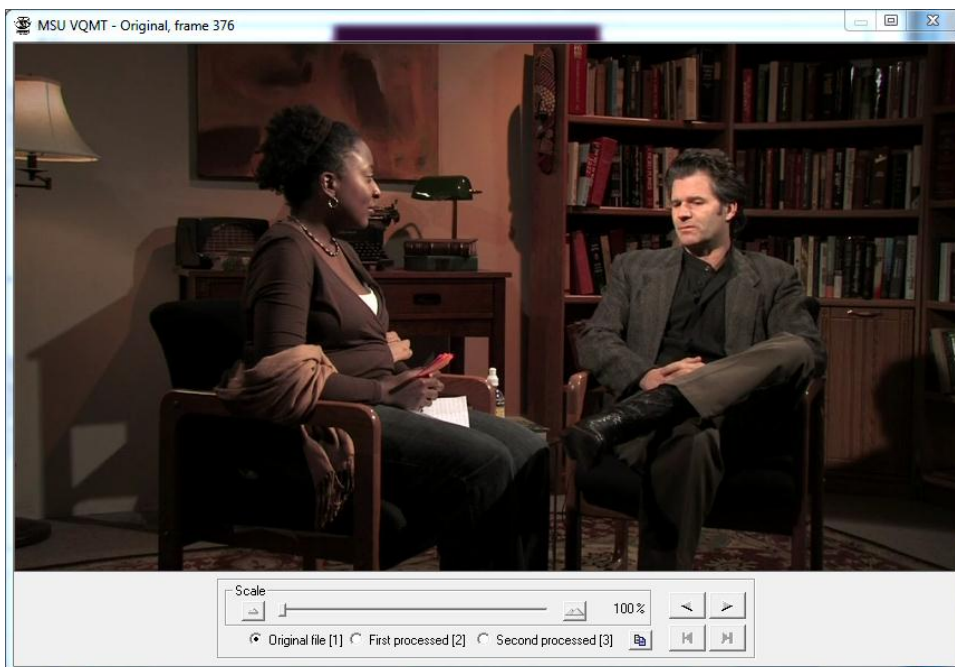 MSU VQMT - Original, frame 376
Scale
100%
Original file [1] First processed [2] Second processed [3]